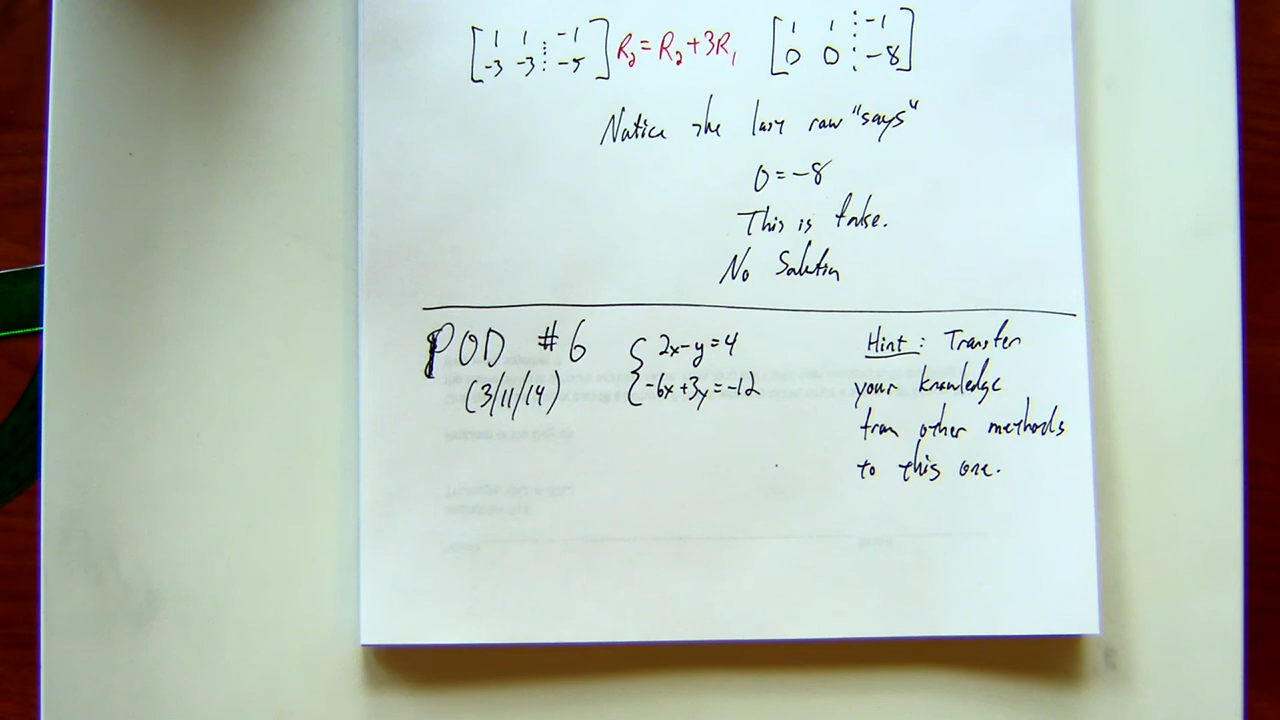 [1 1 ⋮ -1] R₂=R₂+3R₁ [1 1 ⋮ -1]
[-3 -3 ⋮ -5] [0 0 ⋮ -8]
Notice the last row "says"
0=-8
This is false.
No Solution
POD #6
(3/11/14)
{ 2x-y=4
{ -6x+3y=-12
Hint: Transfer
your knowledge
from other methods
to this one.